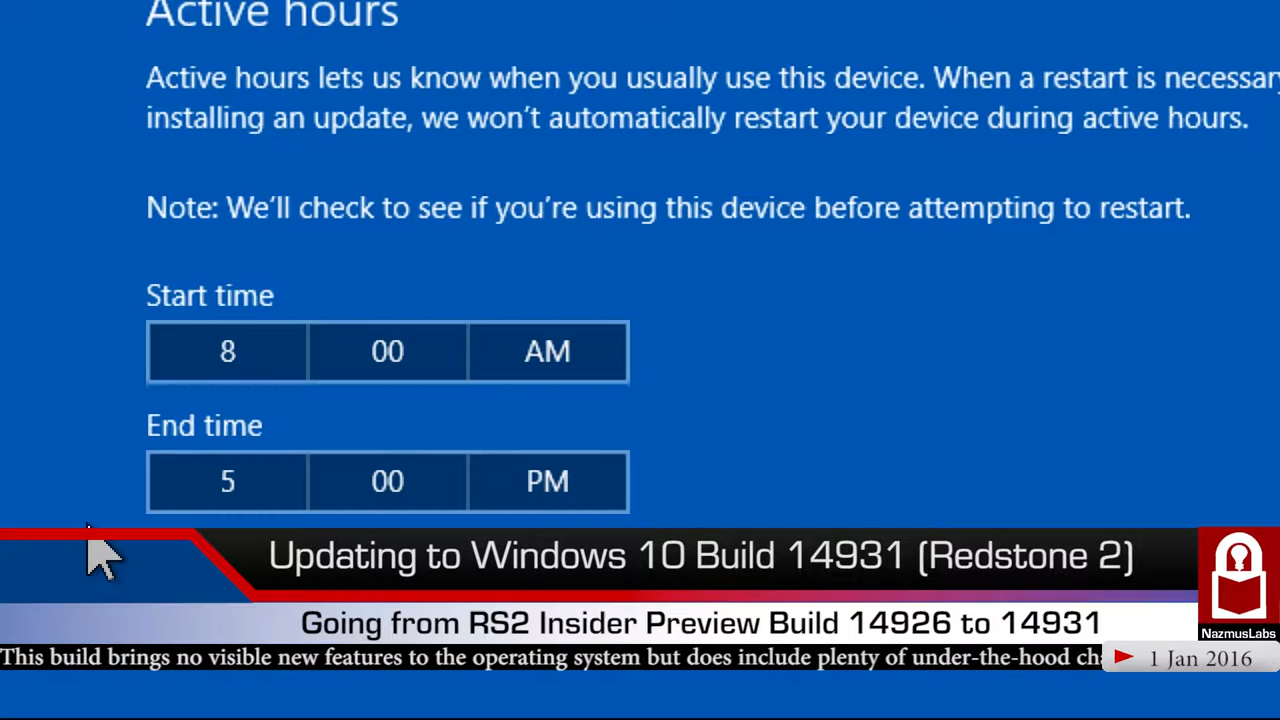 Active hours
Active hours lets us know when you usually use this device. When a restart is necessary
installing an update, we won't automatically restart your device during active hours.
Note: We'll check to see if you're using this device before attempting to restart.
Start time
8 00 AM
End time
5 00 PM
Updating to Windows 10 Build 14931 (Redstone 2)
Going from RS2 Insider Preview Build 14926 to 14931
NazmusLabs
This build brings no visible new features to the operating system but does include plenty of under-the-hood
1 Jan 2016